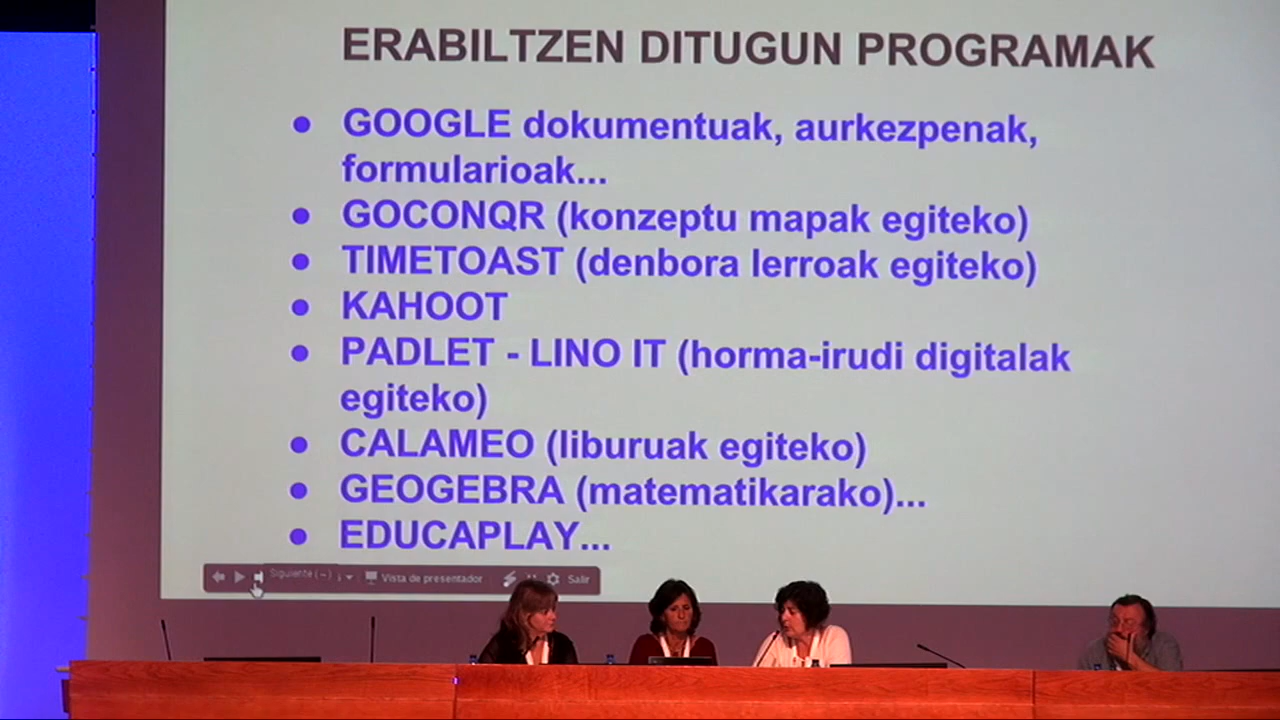 ERABILTZEN DITUGUN PROGRAMAK
● GOOGLE dokumentuak, aurkezpenak,
formularioak...
● GOCONQR (konzeptu mapak egiteko)
● TIMETOAST (denbora lerroak egiteko)
● KAHOOT
● PADLET - LINO IT (horma-irudi digitalak
egiteko)
● CALAMEO (liburuak egiteko)
● GEOGEBRA (matematikarako)...
● EDUCAPLAY...
Siguiente (→) Vista de presentador Salir